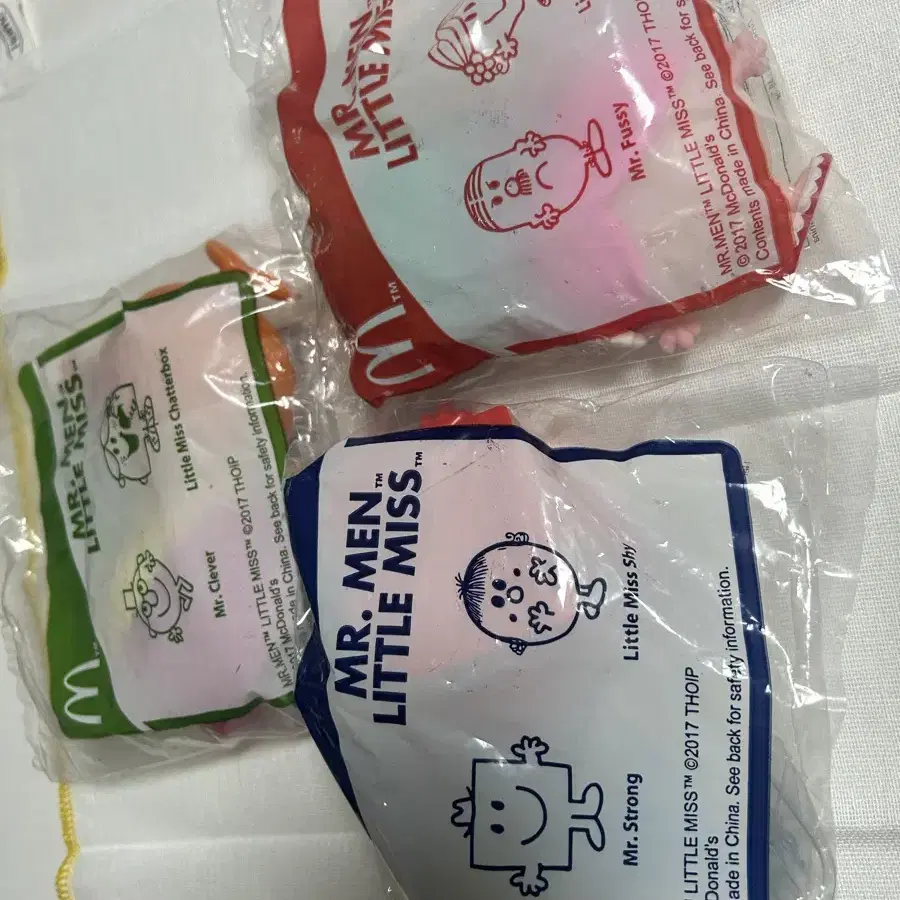 MR. MEN
LITTLE MISS
Mr. Fussy
MR.MEN™ LITTLE MISS™ ©2017 THOIP
© 2017 McDonald's
Contents made in China. See back for
™
MR. MEN
LITTLE MISS™
Little Miss Chatterbox
Mr. Clever
MR.MEN™ LITTLE MISS™ ©2017 THOIP
2017 McDonald's
made in China. See back for safety information.
MR. MEN™
LITTLE MISS™
Little Miss Shy
Mr. Strong
LITTLE MISS™ ©2017 THOIP
Donald's
ade in China. See back for safety information.